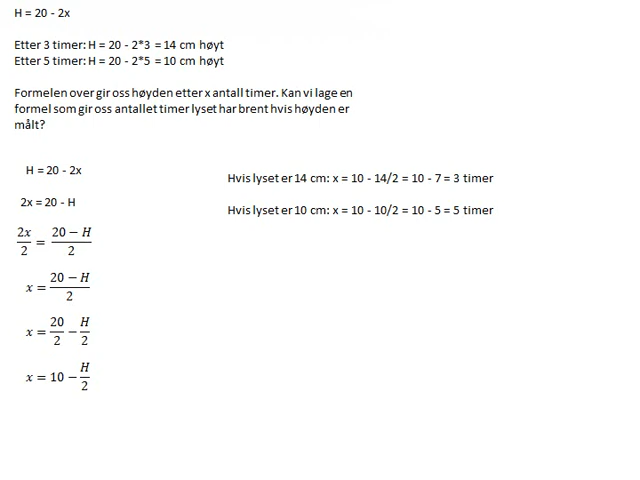 H = 20 - 2x
Etter 3 timer: H = 20 - 2*3 = 14 cm høyt
Etter 5 timer: H = 20 - 2*5 = 10 cm høyt
Formelen over gir oss høyden etter x antall timer. Kan vi lage en
formel som gir oss antallet timer lyset har brent hvis høyden er
målt?
H = 20 - 2x
2x = 20 - H
2x/2 = (20 − H)/2
x = (20 − H)/2
x = 20/2 − H/2
x = 10 − H/2
Hvis lyset er 14 cm: x = 10 - 14/2 = 10 - 7 = 3 timer
Hvis lyset er 10 cm: x = 10 - 10/2 = 10 - 5 = 5 timer